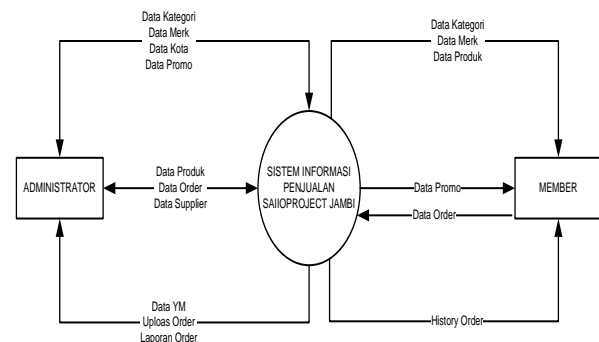 Data Kategori
Data Merk
Data Kota
Data Promo
Data Kategori
Data Merk
Data Produk
ADMINISTRATOR
Data Produk
Data Order
Data Supplier
SISTEM INFORMASI
PENJUALAN
SAIIOPROJECT JAMBI
Data Promo
Data Order
MEMBER
Data YM
Uploas Order
Laporan Order
History Order